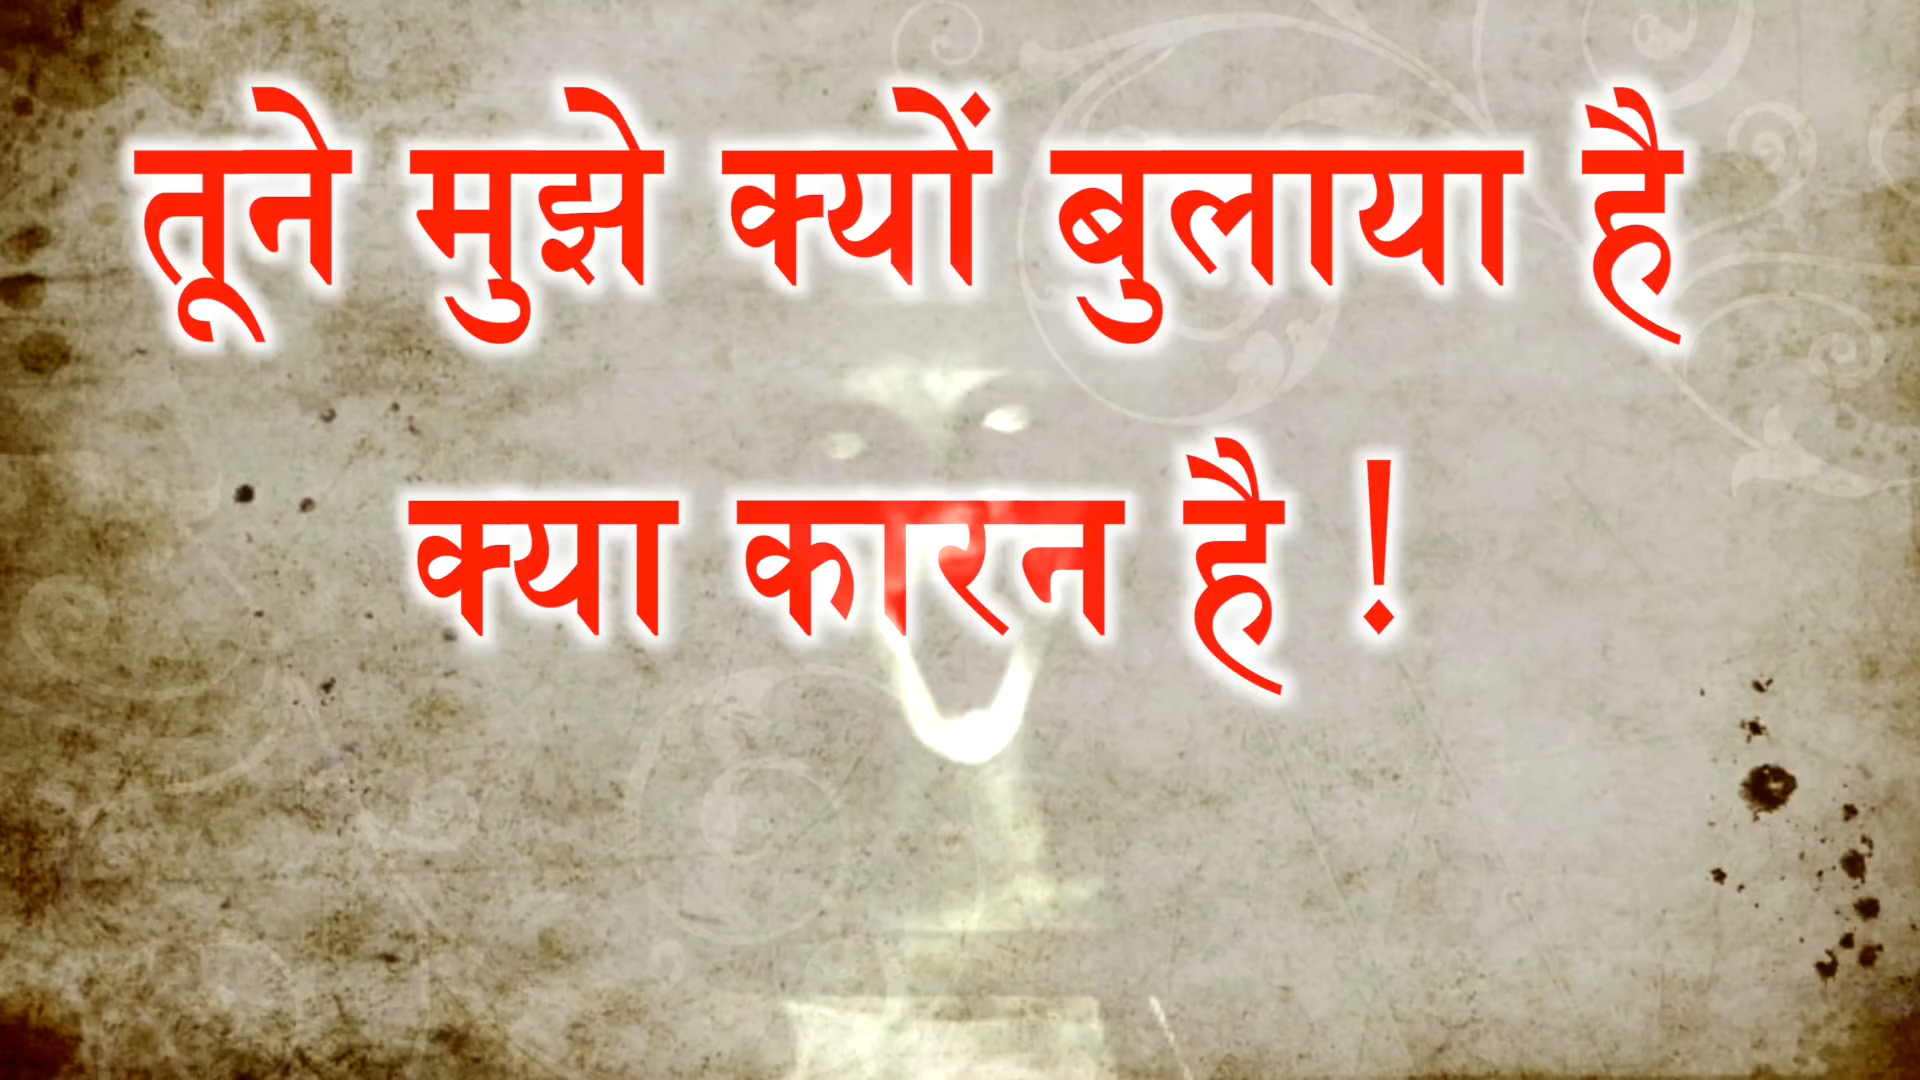 तूने मुझे क्यों बुलाया है
क्या कारन है !